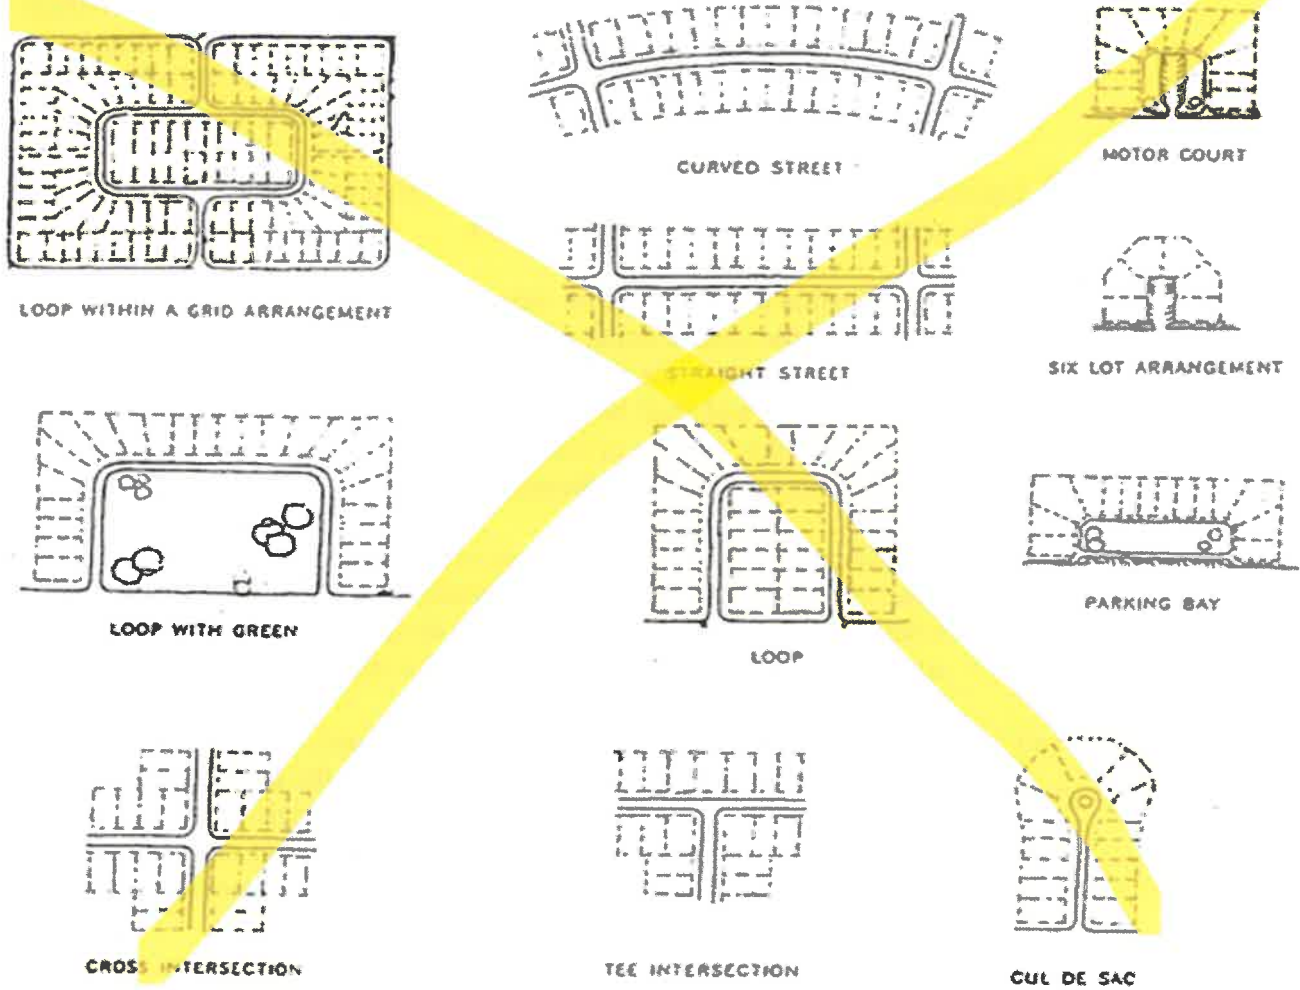 CURVED STREET
MOTOR COURT
LOOP WITHIN A GRID ARRANGEMENT
STRAIGHT STREET
SIX LOT ARRANGEMENT
LOOP WITH GREEN
LOOP
PARKING BAY
CROSS INTERSECTION
TEE INTERSECTION
CUL DE SAC